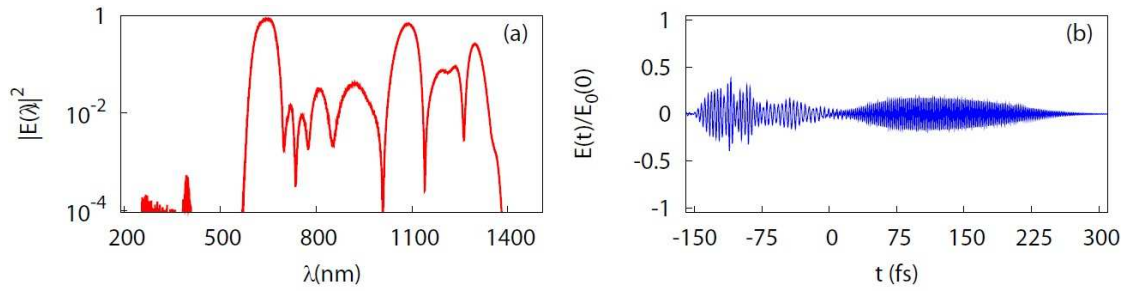 1
10⁻²
10⁻⁴
|E(λ)|²
(a)
200 500 800 1100 1400
λ(nm)
1
0.5
0
-0.5
-1
E(t)/E₀(0)
(b)
-150 -75 0 75 150 225 300
t (fs)